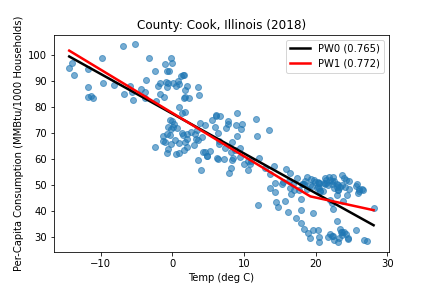 County: Cook, Illinois (2018)
Per-Capita Consumption (MMBtu/1000 Households)
100
90
80
70
60
50
40
30
PW0 (0.765)
PW1 (0.772)
−10 0 10 20 30
Temp (deg C)